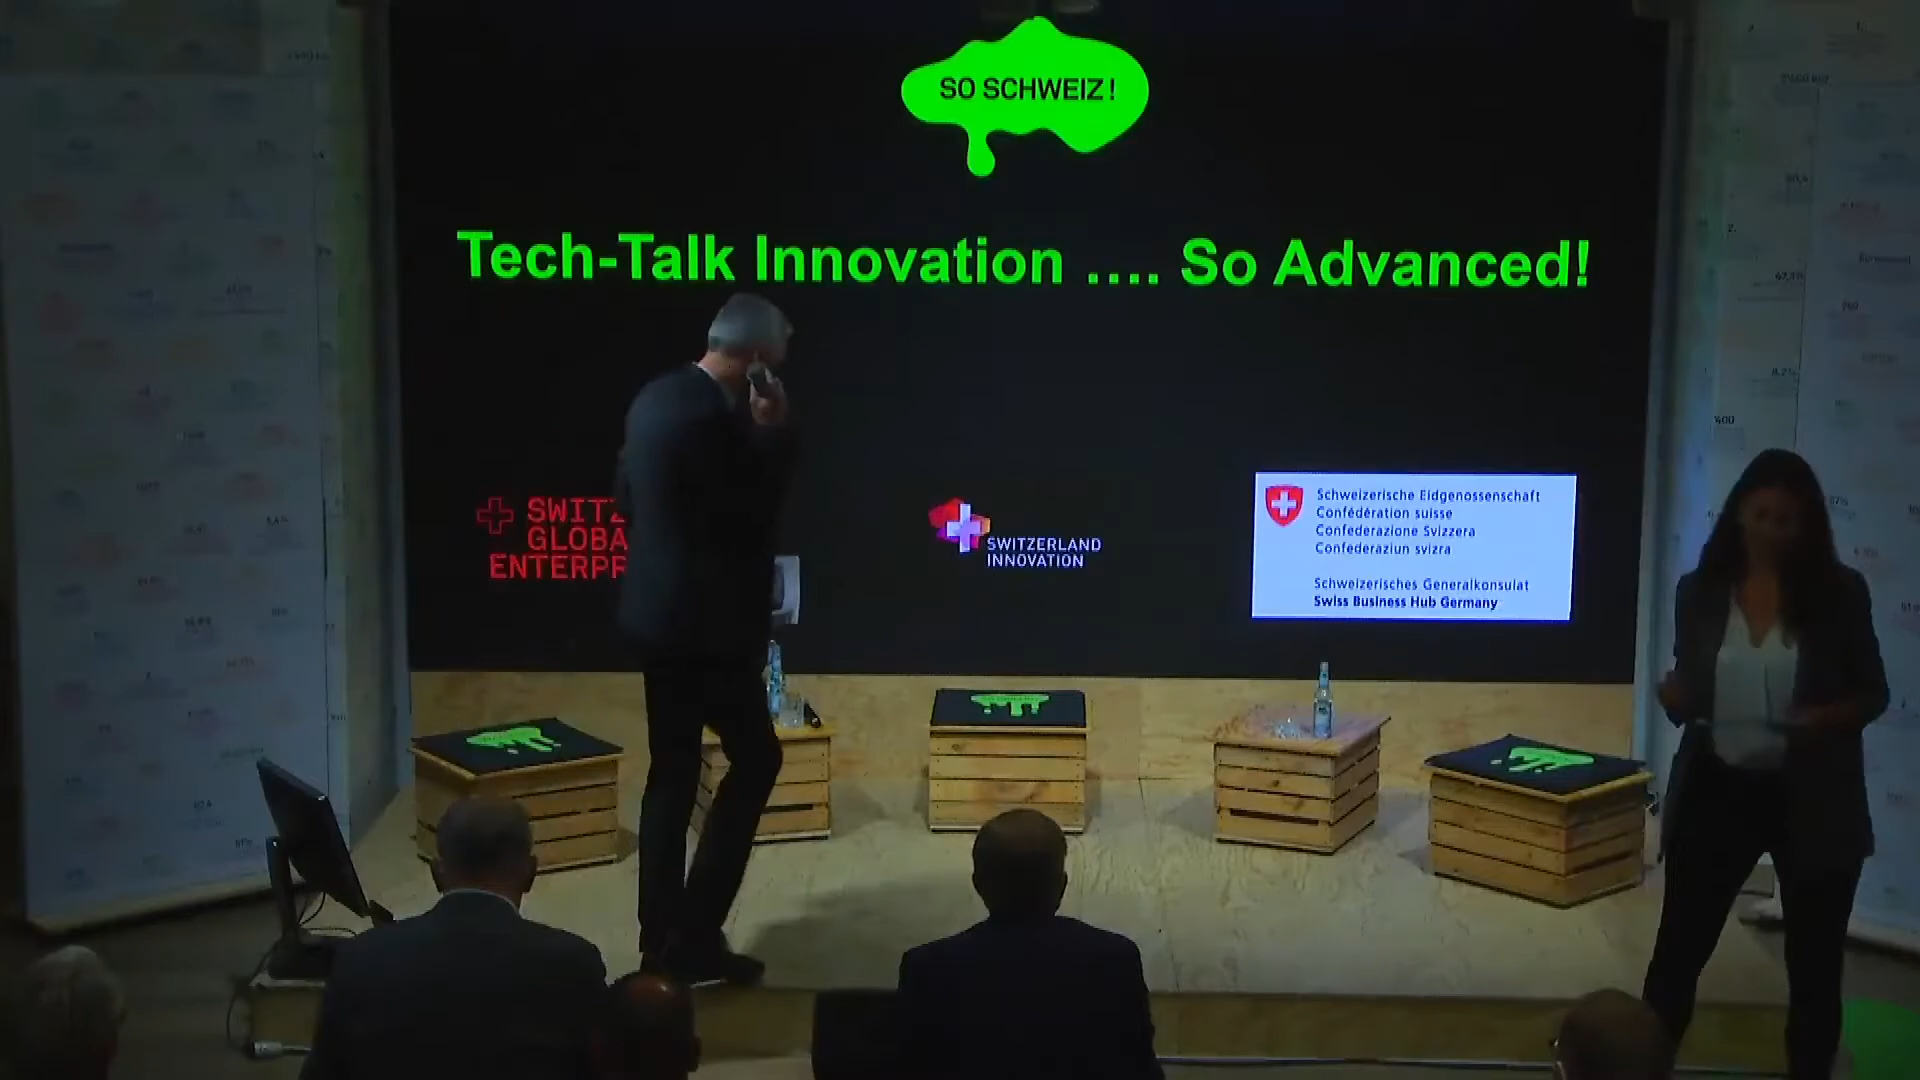 SO SCHWEIZ!
Tech-Talk Innovation .... So Advanced!
SWITZ
GLOBA
ENTERPR
SWITZERLAND
INNOVATION
Schweizerische Eidgenossenschaft
Confédération suisse
Confederazione Svizzera
Confederaziun svizra
Schweizerisches Generalkonsulat
Swiss Business Hub Germany